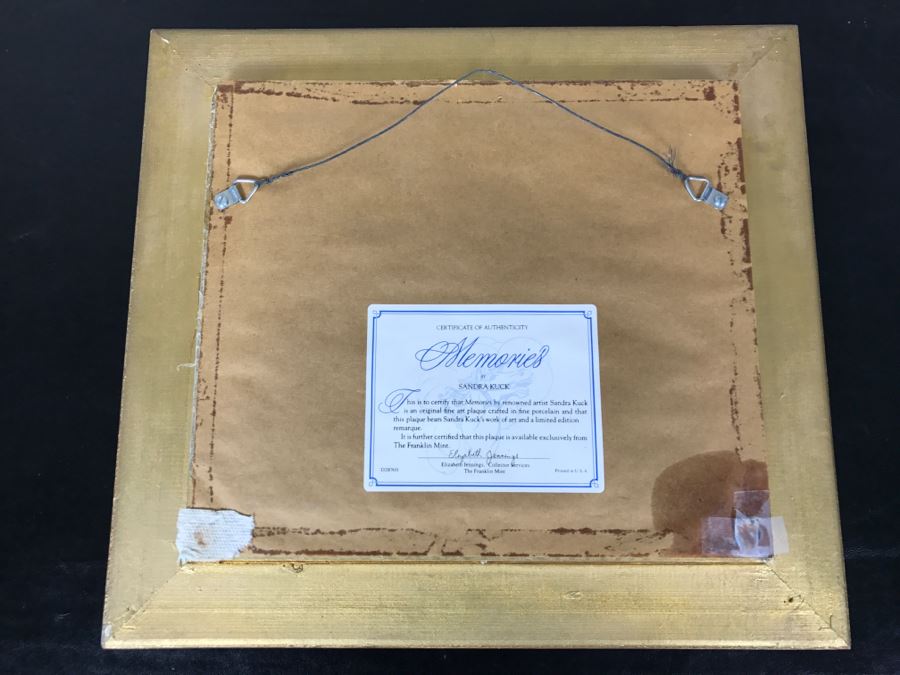 CERTIFICATE OF AUTHENTICITY
Memories
BY
SANDRA KUCK
This is to certify that Memories by renowned artist Sandra Kuck
is an original fine art plaque crafted in fine porcelain and that
this plaque bears Sandra Kuck's work of art and a limited edition
remarque.
It is further certified that this plaque is available exclusively from
The Franklin Mint.
Elizabeth Jennings
Elizabeth Jennings, Collector Services
The Franklin Mint
Printed in U.S.A.